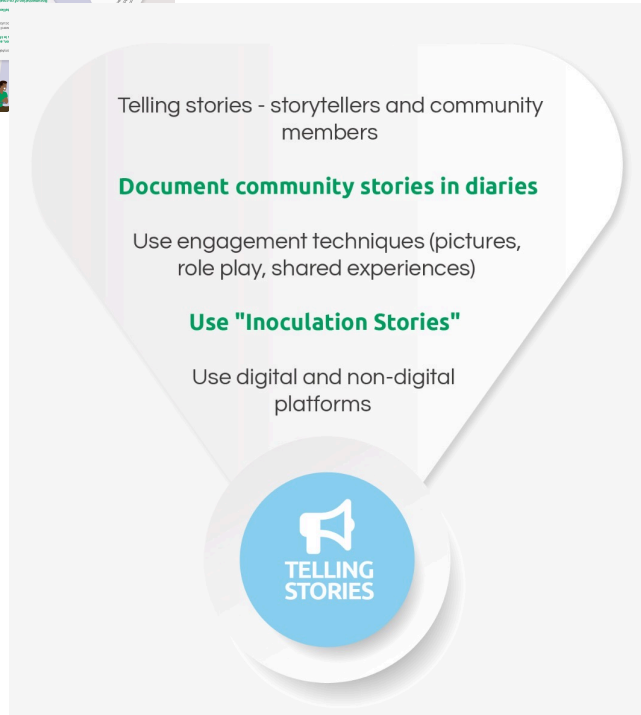 Telling stories - storytellers and community
members
Document community stories in diaries
Use engagement techniques (pictures,
role play, shared experiences)
Use "Inoculation Stories"
Use digital and non-digital
platforms
TELLING
STORIES